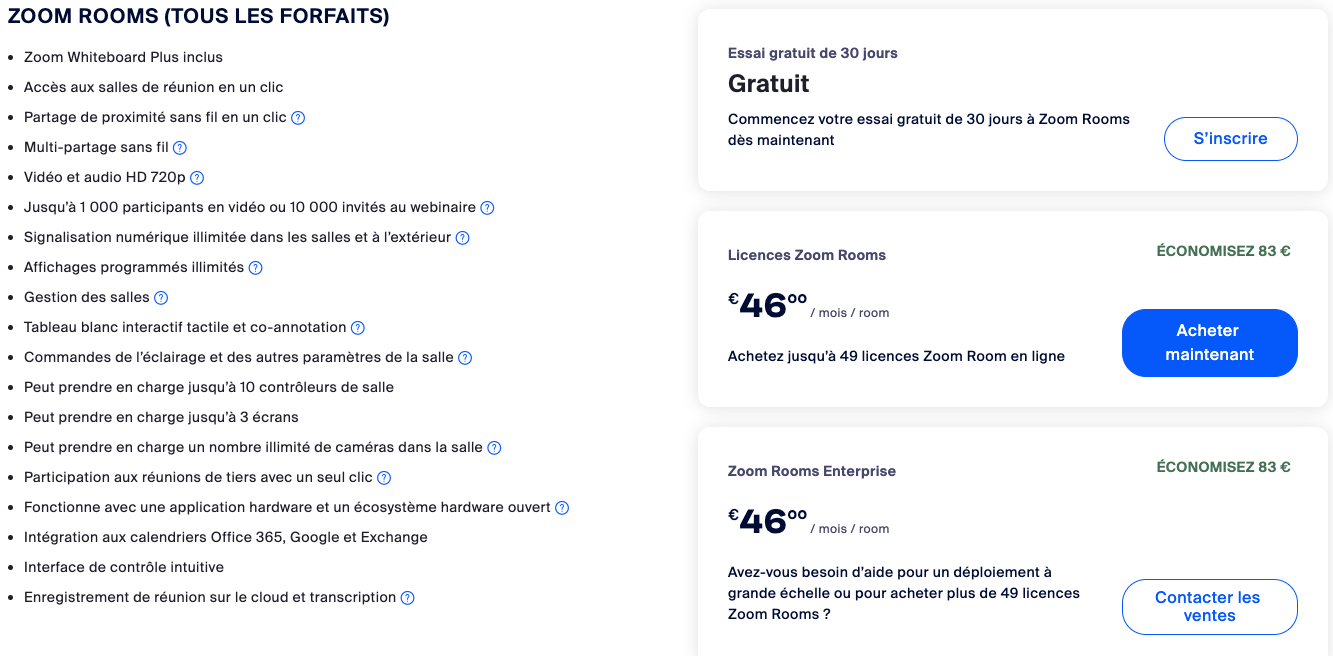 ZOOM ROOMS (TOUS LES FORFAITS)
Zoom Whiteboard Plus inclus
Accès aux salles de réunion en un clic
Partage de proximité sans fil en un clic ?
Multi-partage sans fil ?
Vidéo et audio HD 720p ?
Jusqu’à 1 000 participants en vidéo ou 10 000 invités au webinaire ?
Signalisation numérique illimitée dans les salles et à l’extérieur ?
Affichages programmés illimités ?
Gestion des salles ?
Tableau blanc interactif tactile et co-annotation ?
Commandes de l’éclairage et des autres paramètres de la salle ?
Peut prendre en charge jusqu’à 10 contrôleurs de salle
Peut prendre en charge jusqu’à 3 écrans
Peut prendre en charge un nombre illimité de caméras dans la salle ?
Participation aux réunions de tiers avec un seul clic ?
Fonctionne avec une application hardware et un écosystème hardware ouvert ?
Intégration aux calendriers Office 365, Google et Exchange
Interface de contrôle intuitive
Enregistrement de réunion sur le cloud et transcription ?
Essai gratuit de 30 jours
Gratuit
Commencez votre essai gratuit de 30 jours à Zoom Rooms
dès maintenant
S’inscrire
Licences Zoom Rooms
ÉCONOMISEZ 83 €
€46⁰⁰ / mois / room
Achetez jusqu’à 49 licences Zoom Room en ligne
Acheter
maintenant
Zoom Rooms Enterprise
ÉCONOMISEZ 83 €
€46⁰⁰ / mois / room
Avez-vous besoin d’aide pour un déploiement à
grande échelle ou pour acheter plus de 49 licences
Zoom Rooms ?
Contacter les
ventes